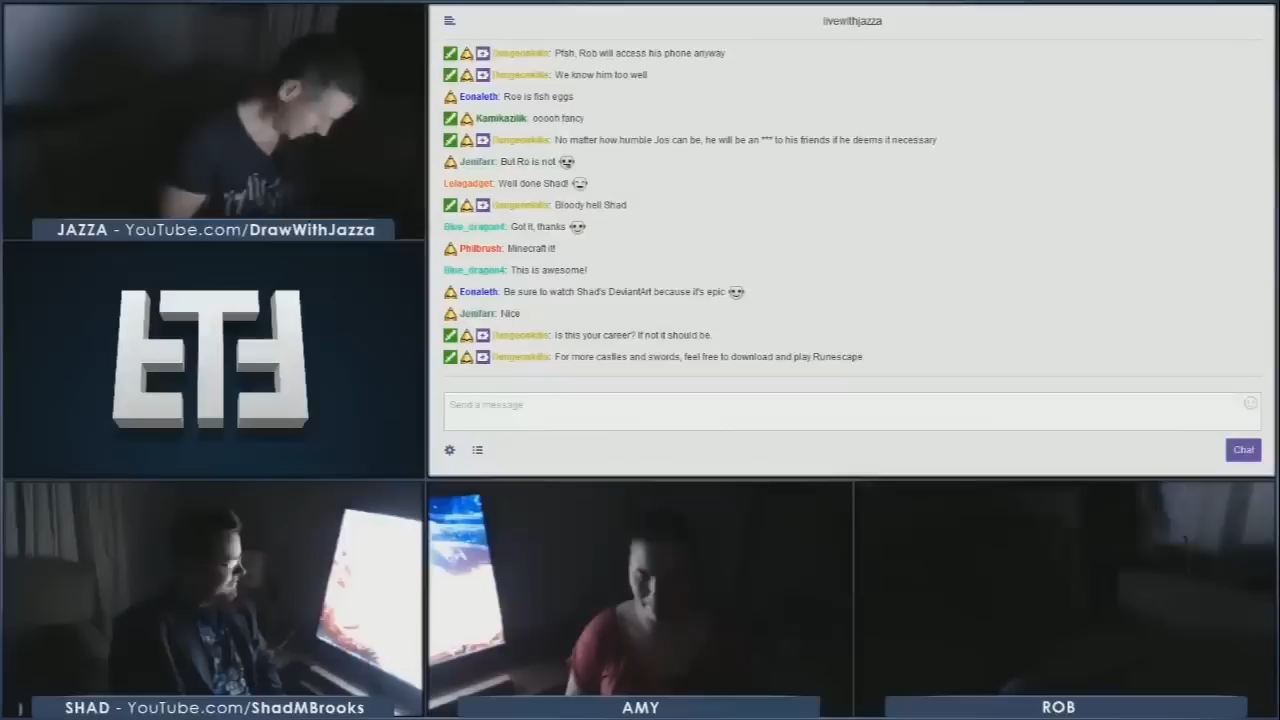 livewithjazza
Pfsh, Rob will access his phone anyway
We know him too well
Eonaleth: Roe is fish eggs
Kamikazilik: ooooh fancy
No matter how humble Jos can be, he will be an *** to his friends if he deems it necessary
Jenifarr: But Ro is not
Lelagadget: Well done Shad!
Bloody hell Shad
Blue_dragon4: Got it, thanks
Philbrush: Minecraft it!
Blue_dragon4: This is awesome!
Eonaleth: Be sure to watch Shad's DeviantArt because it's epic
Jenifarr: Nice
Is this your career? If not it should be.
For more castles and swords, feel free to download and play Runescape
Send a message
Chat
JAZZA - YouTube.com/DrawWithJazza
SHAD - YouTube.com/ShadMBrooks
AMY
ROB